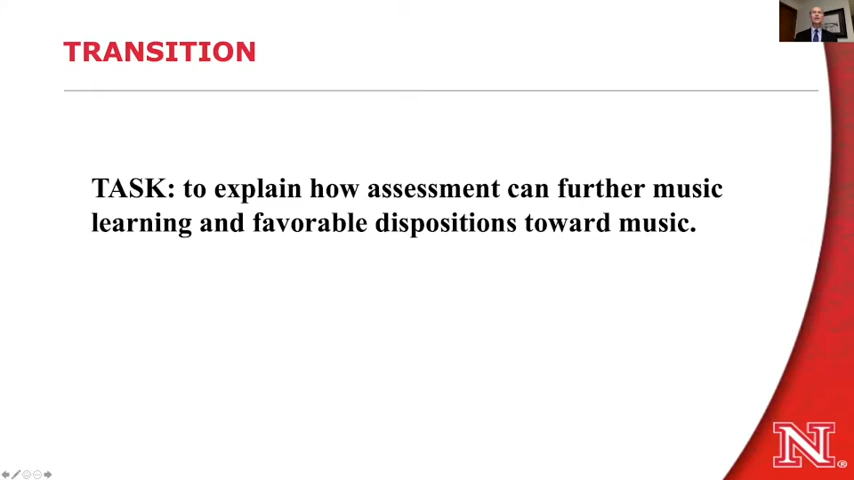 TRANSITION
TASK: to explain how assessment can further music
learning and favorable dispositions toward music.
N®